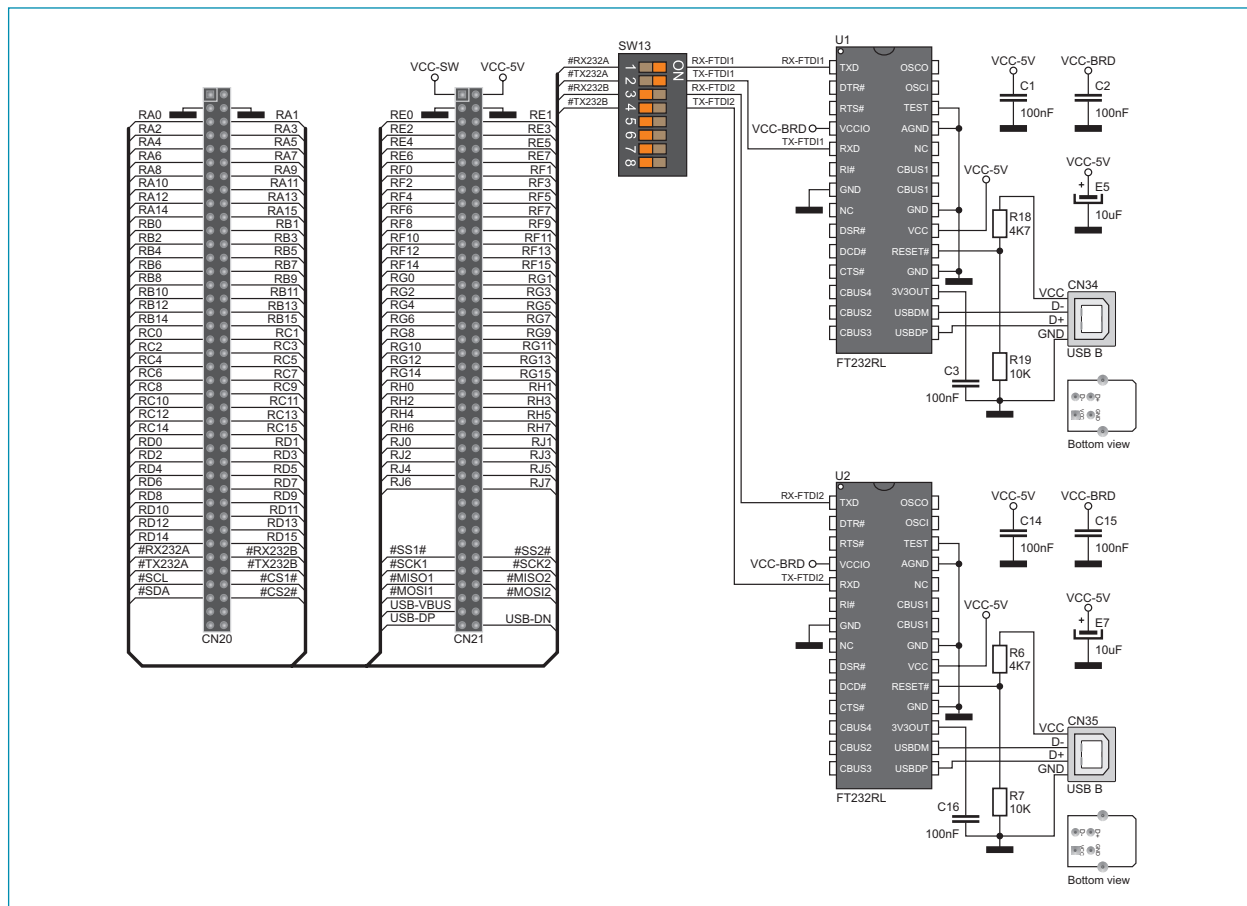 SW13
#RX232A 1 RX-FTDI1 RX-FTDI1
#TX232A 2 TX-FTDI1
#RX232B 3 RX-FTDI2
#TX232B 4 TX-FTDI2
5
6
7
8
ON
VCC-SW VCC-5V
RA0 RA1 RE0 RE1
RA2 RA3 RE2 RE3
RA4 RA5 RE4 RE5
RA6 RA7 RE6 RE7
RA8 RA9 RF0 RF1
RA10 RA11 RF2 RF3
RA12 RA13 RF4 RF5
RA14 RA15 RF6 RF7
RB0 RB1 RF8 RF9
RB2 RB3 RF10 RF11
RB4 RB5 RF12 RF13
RB6 RB7 RF14 RF15
RB8 RB9 RG0 RG1
RB10 RB11 RG2 RG3
RB12 RB13 RG4 RG5
RB14 RB15 RG6 RG7
RC0 RC1 RG8 RG9
RC2 RC3 RG10 RG11
RC4 RC5 RG12 RG13
RC6 RC7 RG14 RG15
RC8 RC9 RH0 RH1
RC10 RC11 RH2 RH3
RC12 RC13 RH4 RH5
RC14 RC15 RH6 RH7
RD0 RD1 RJ0 RJ1
RD2 RD3 RJ2 RJ3
RD4 RD5 RJ4 RJ5
RD6 RD7 RJ6 RJ7
RD8 RD9
RD10 RD11
RD12 RD13
RD14 RD15
#RX232A #RX232B #SS1# #SS2#
#TX232A #TX232B #SCK1 #SCK2
#SCL #CS1# #MISO1 #MISO2
#SDA #CS2# #MOSI1 #MOSI2
USB-VBUS
USB-DP USB-DN
CN20 CN21
U1
TXD OSCO
DTR# OSCI
RTS# TEST
VCC-BRD VCCIO AGND
TX-FTDI1 RXD NC
RI# CBUS1
GND CBUS1
NC GND
DSR# VCC
DCD# RESET#
CTS# GND
CBUS4 3V3OUT
CBUS2 USBDM
CBUS3 USBDP
FT232RL
VCC-5V VCC-BRD
C1 C2
100nF 100nF
VCC-5V VCC-5V
+ E5
10uF
R18
4K7
CN34
VCC
D-
D+
GND
USB B
R19
10K
C3
100nF
D- D+
VCC GND
Bottom view
U2
RX-FTDI2 TXD OSCO
DTR# OSCI
RTS# TEST
VCC-BRD VCCIO AGND
TX-FTDI2 RXD NC
RI# CBUS1
GND CBUS1
NC GND
DSR# VCC
DCD# RESET#
CTS# GND
CBUS4 3V3OUT
CBUS2 USBDM
CBUS3 USBDP
FT232RL
VCC-5V VCC-BRD
C14 C15
100nF 100nF
VCC-5V VCC-5V
+ E7
10uF
R6
4K7
CN35
VCC
D-
D+
GND
USB B
R7
10K
C16
100nF
D- D+
VCC GND
Bottom view